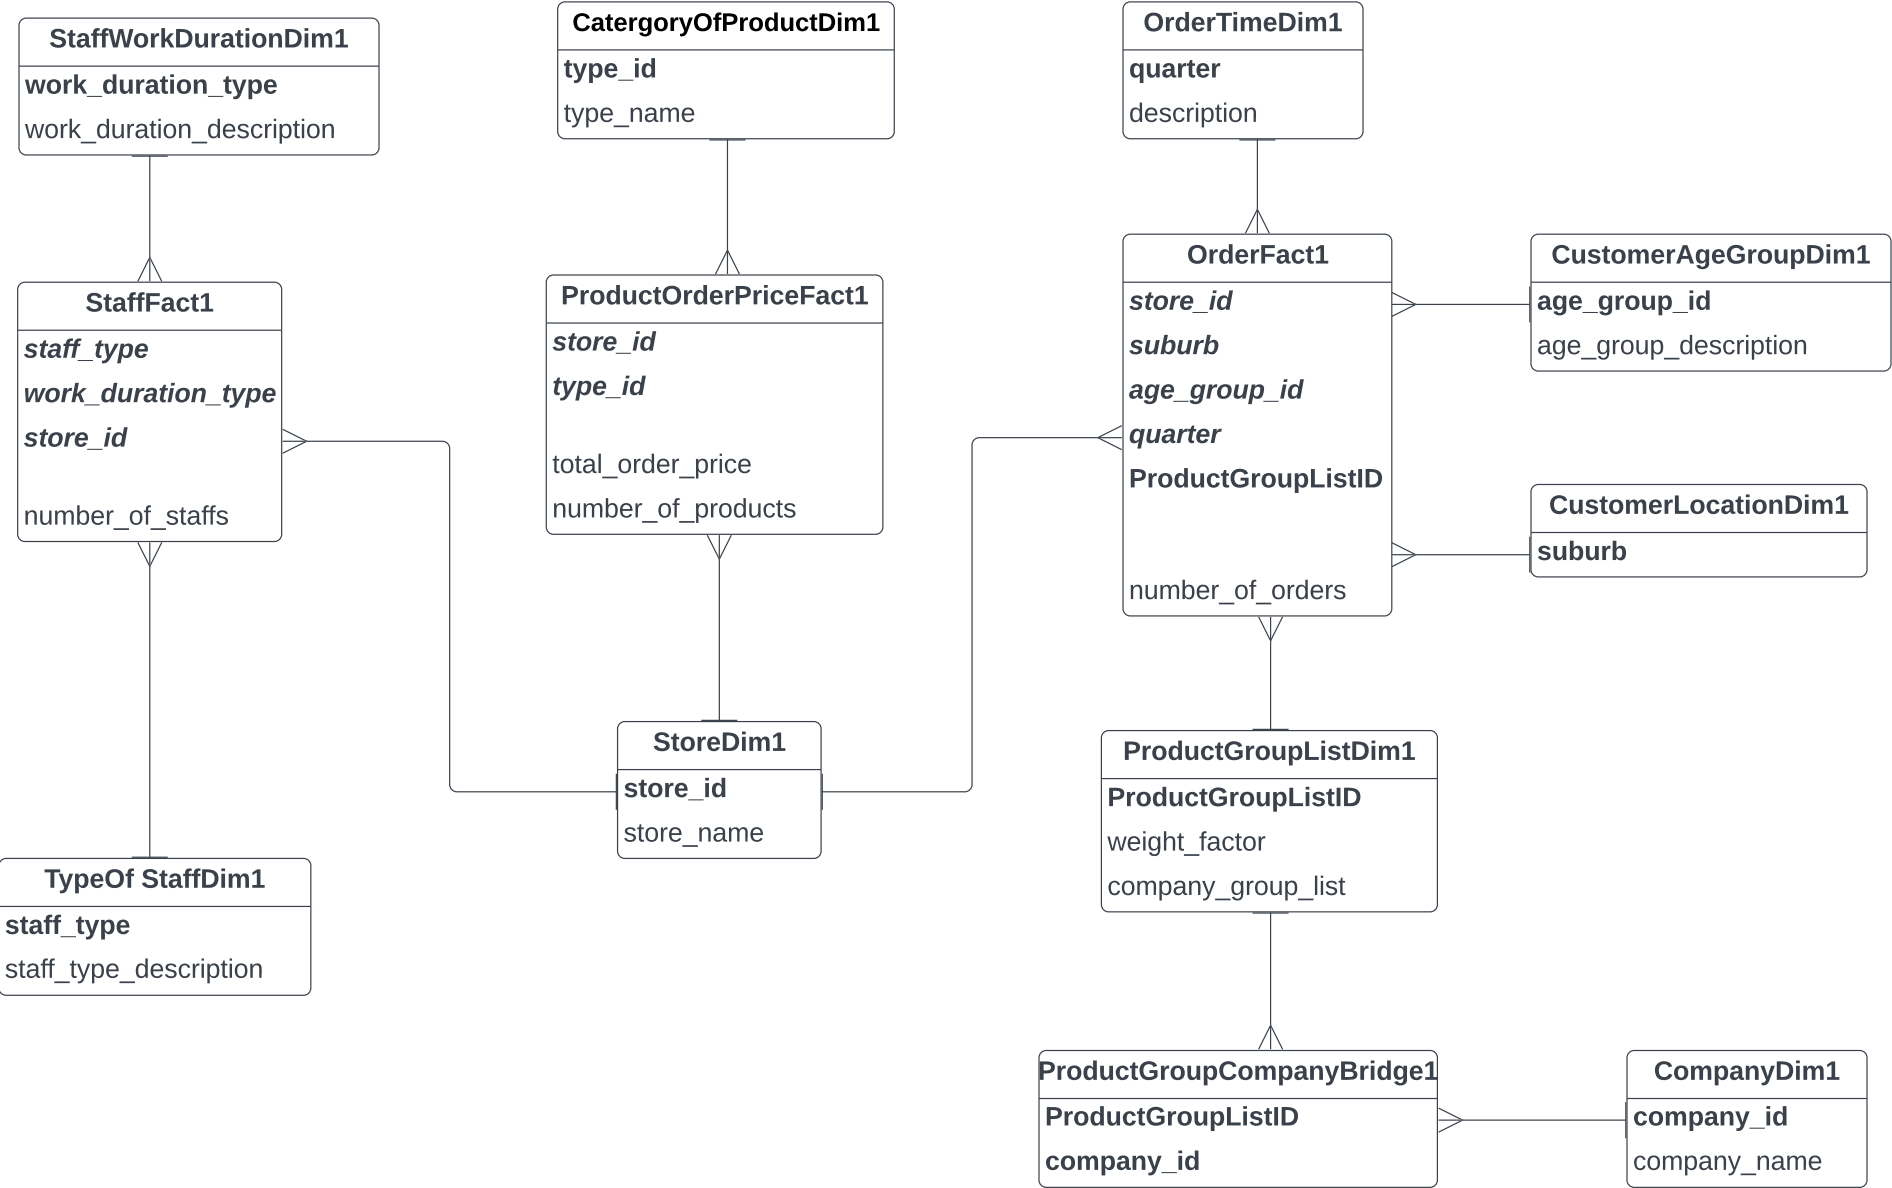 StaffWorkDurationDim1
work_duration_type
work_duration_description
CatergoryOfProductDim1
type_id
type_name
OrderTimeDim1
quarter
description
StaffFact1
staff_type
work_duration_type
store_id
number_of_staffs
ProductOrderPriceFact1
store_id
type_id
total_order_price
number_of_products
OrderFact1
store_id
suburb
age_group_id
quarter
ProductGroupListID
number_of_orders
CustomerAgeGroupDim1
age_group_id
age_group_description
CustomerLocationDim1
suburb
StoreDim1
store_id
store_name
ProductGroupListDim1
ProductGroupListID
weight_factor
company_group_list
TypeOf StaffDim1
staff_type
staff_type_description
ProductGroupCompanyBridge1
ProductGroupListID
company_id
CompanyDim1
company_id
company_name